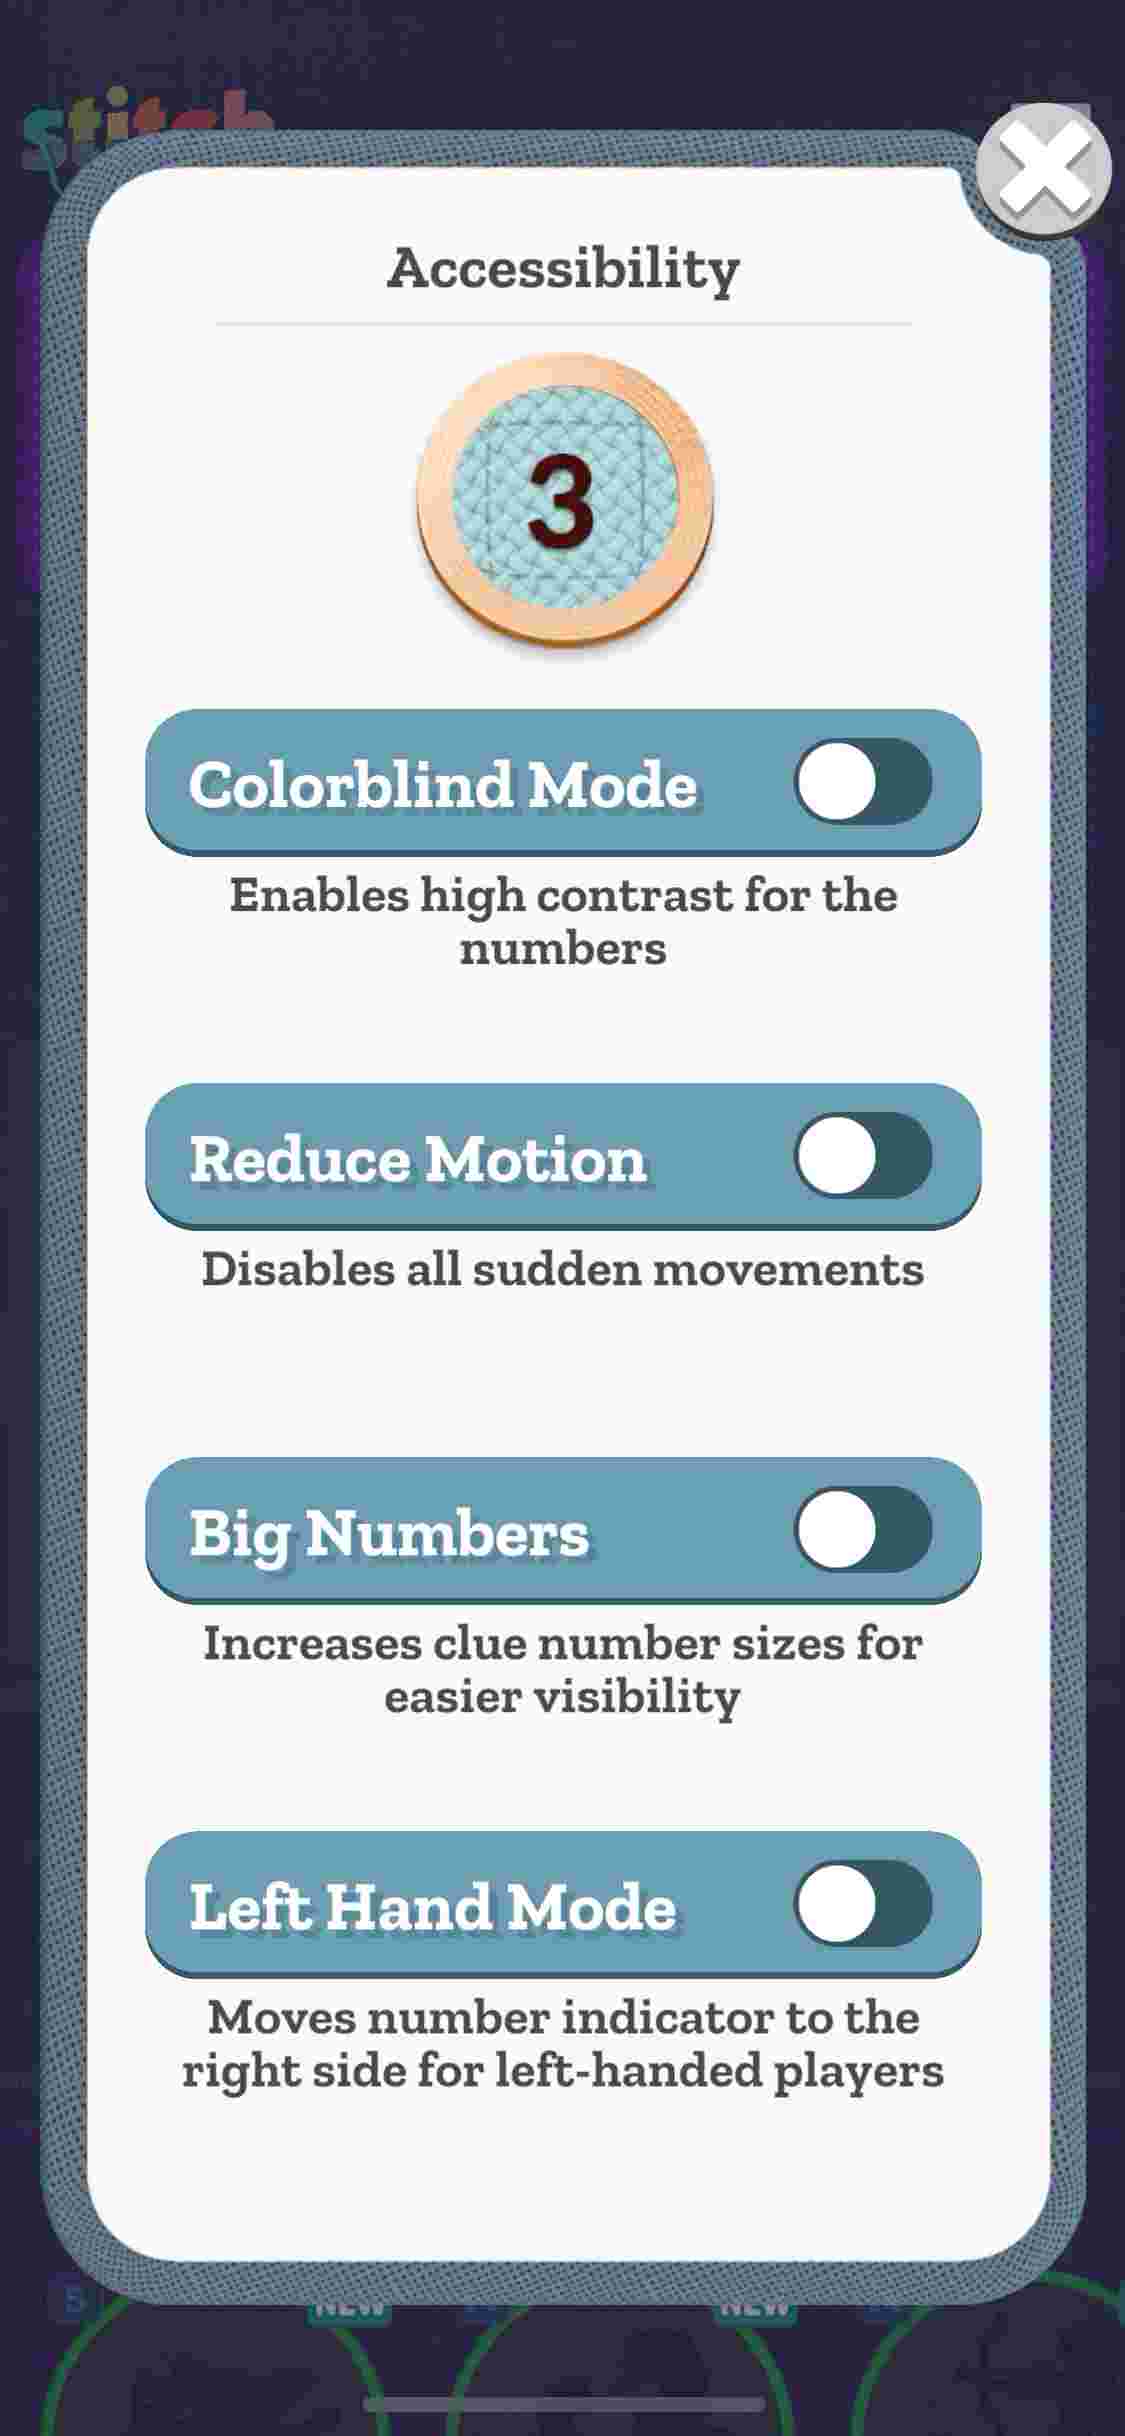 stitch
Accessibility
3
Colorblind Mode
Enables high contrast for the
numbers
Reduce Motion
Disables all sudden movements
Big Numbers
Increases clue number sizes for
easier visibility
Left Hand Mode
Moves number indicator to the
right side for left-handed players
NEW
NEW